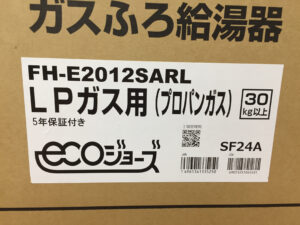 ガスふろ給湯器
FH-E2012SARL
LPガス用(プロパンガス)
30
kg以上
5年保証付き
ecoジョーズ
SF24A